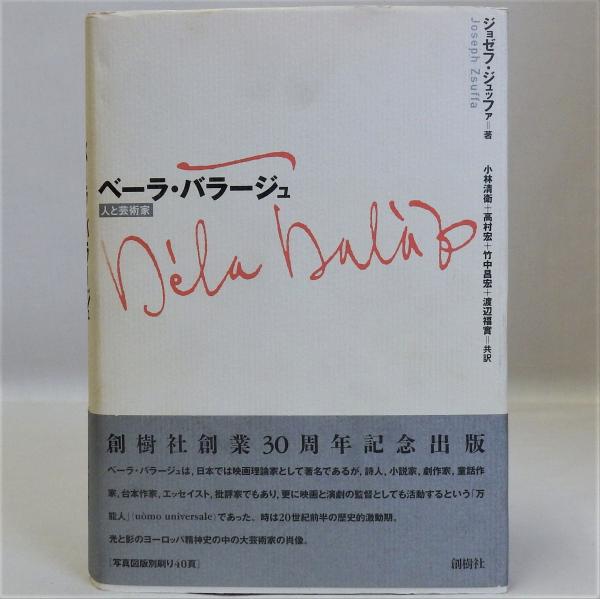 ジョゼフ・ジュッファ=著
Joseph Zsuffa
小林清衛+高村宏+竹中昌宏+渡辺福實=共訳
ベーラ・バラージュ
人と芸術家
Béla Balázs
創樹社創業30周年記念出版
ベーラ・バラージュは，日本では映画理論家として著名であるが，詩人，小説家，劇作家，童話作
家，台本作家，エッセイスト，批評家でもあり，更に映画と演劇の監督としても活動するという「万
能人」(uòmo universale)であった。時は20世紀前半の歴史的激動期。
光と影のヨーロッパ精神史の中の大芸術家の肖像。
[写真図版別刷り40頁]
創樹社